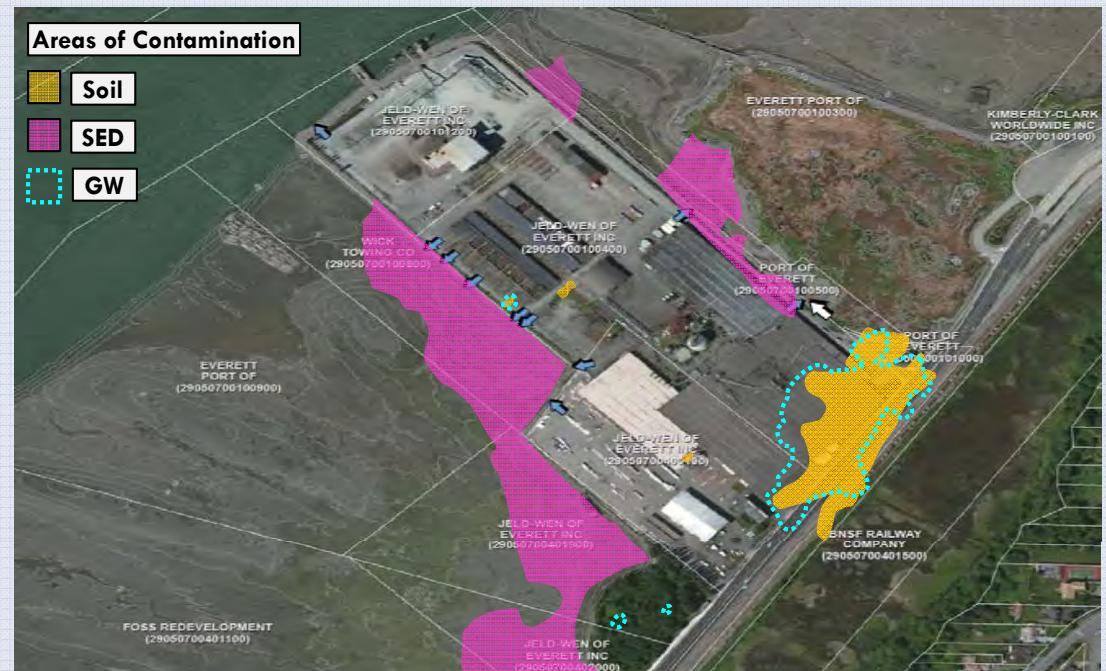 Areas of Contamination
Soil
SED
GW
JELD-WEN OF
EVERETT INC
(29050700101200)
EVERETT PORT OF
(29050700100300)
KIMBERLY-CLARK
WORLDWIDE INC
(29050700100100)
WICK
TOWING CO
(29050700100800)
JELD-WEN OF
EVERETT INC
(29050700100400)
PORT OF
EVERETT
(29050700100500)
PORT OF
EVERETT
EVERETT
PORT OF
(29050700100900)
JELD-WEN OF
EVERETT INC
JELD-WEN OF
EVERETT INC
(29050700401900)
BNSF RAILWAY
COMPANY
(29050700401500)
FOSS REDEVELOPMENT
(29050700401100)
JELD-WEN OF
EVERETT INC
(29050700402000)